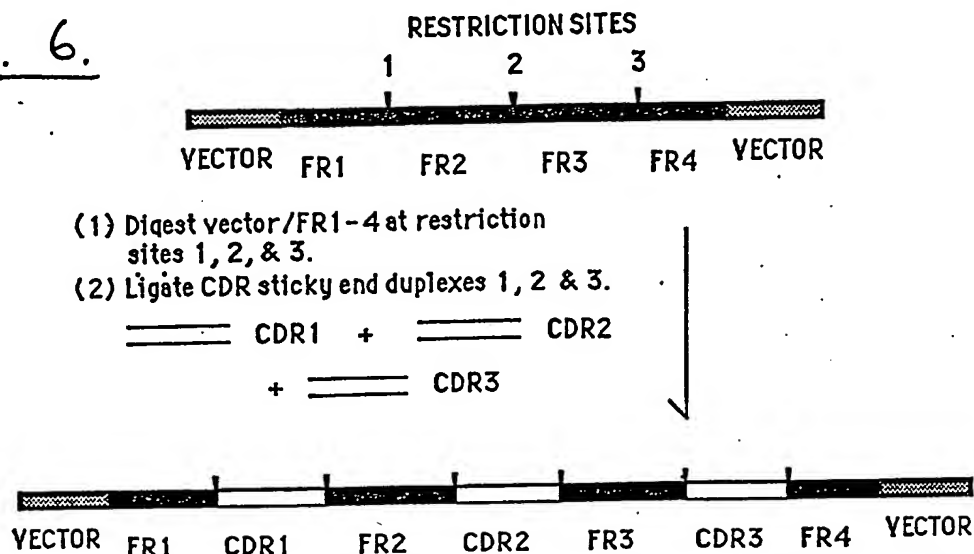 . 6.
RESTRICTION SITES
1 2 3
VECTOR FR1 FR2 FR3 FR4 VECTOR
(1) Digest vector/FR1-4 at restriction
sites 1, 2, & 3.
(2) Ligate CDR sticky end duplexes 1, 2 & 3.
CDR1 + CDR2
+ CDR3
VECTOR FR1 CDR1 FR2 CDR2 FR3 CDR3 FR4 VECTOR